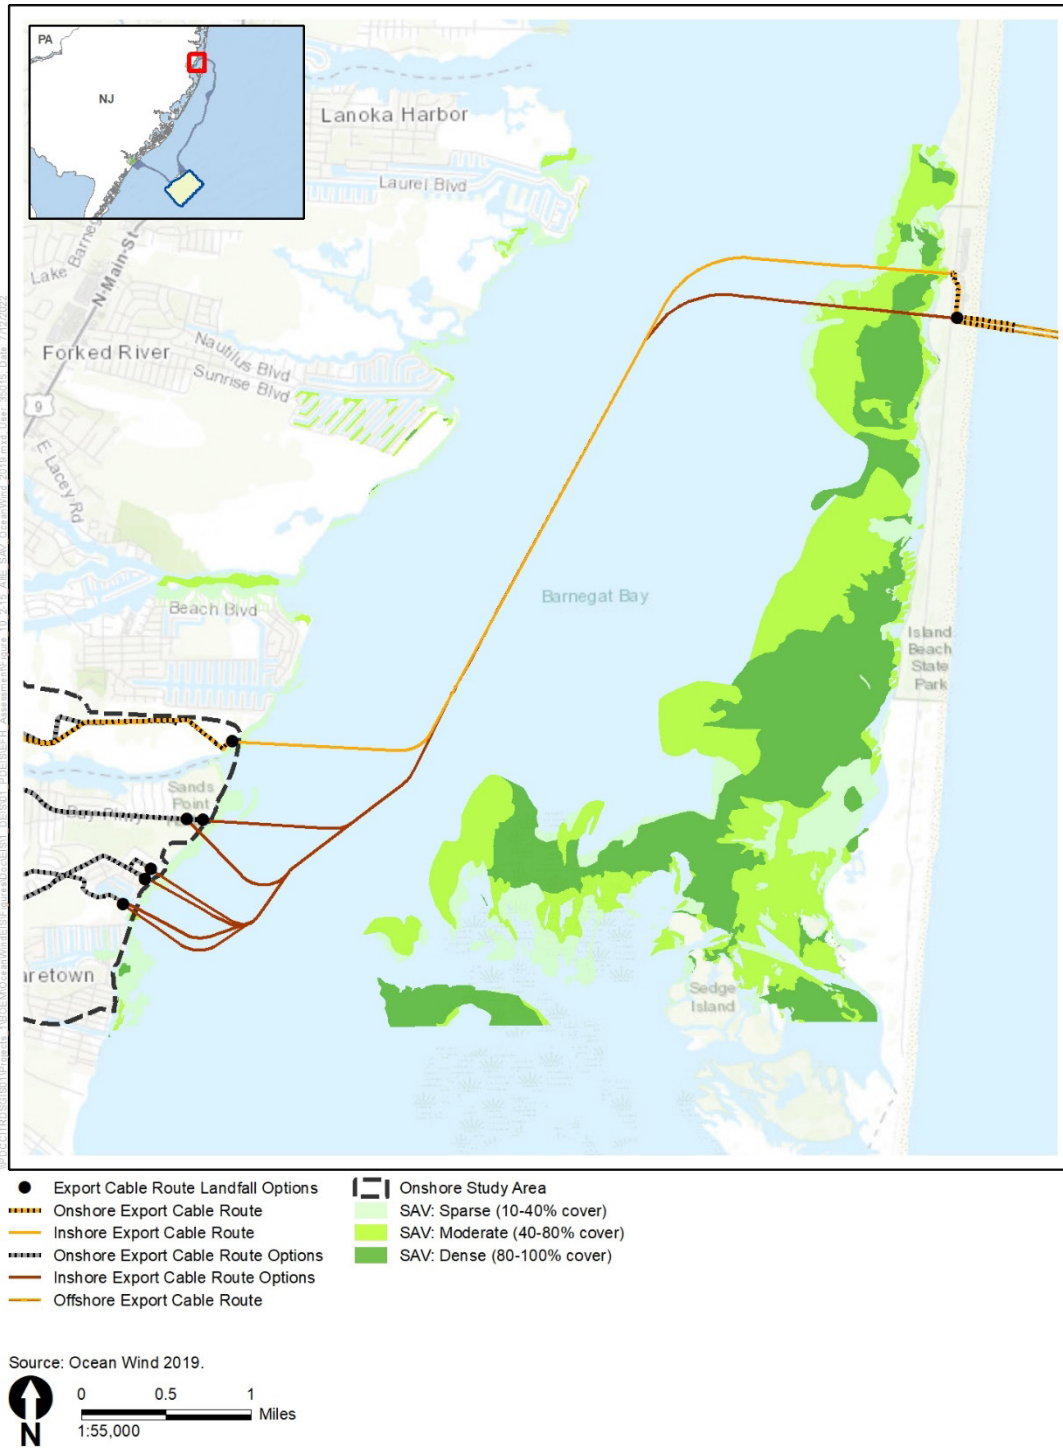 PA
NJ
Lanoka Harbor
Laurel Blvd
Lake Barneg
N-Main-St
Forked River
Nautilus Blvd
Sunrise Blvd
9
E Lacey Rd
Barnegat Bay
Beach Blvd
Island
Beach
State
Park
Sands
Point
Bay Pkwy
aretown
Sedge
Island
Export Cable Route Landfall Options
Onshore Export Cable Route
Inshore Export Cable Route
Onshore Export Cable Route Options
Inshore Export Cable Route Options
Offshore Export Cable Route
Onshore Study Area
SAV: Sparse (10-40% cover)
SAV: Moderate (40-80% cover)
SAV: Dense (80-100% cover)
Source: Ocean Wind 2019.
0 0.5 1
Miles
1:55,000
N